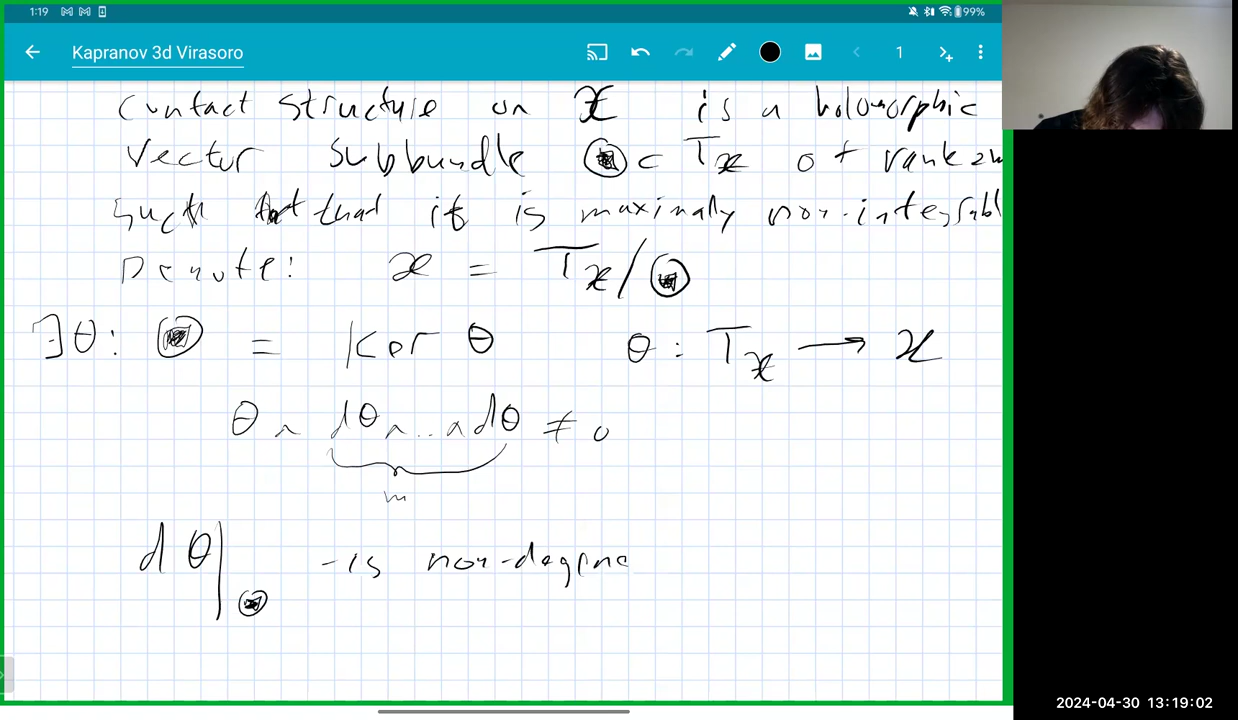 1:19
99%
Kapranov 3d Virasoro
1
contact structure on 𝒳 is a holomorphic
vector subbundle Θ ⊂ T𝒳 of rank 2m
such that it is maximally non-integrabl
Denote: 𝓍 = T𝒳/Θ
∃θ: Θ = Ker θ θ: T𝒳 → 𝓍
θ ∧ dθ ∧ .. ∧ dθ ≠ 0
m
dθ|Θ - is non-degene
2024-04-30 13:19:02